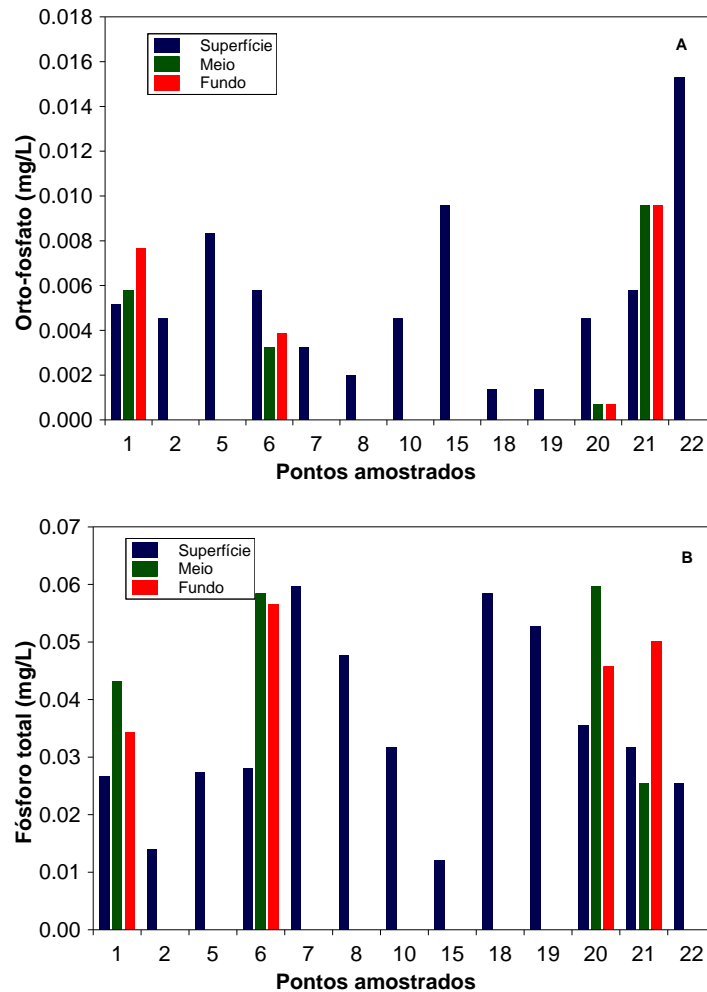 0.018
0.016
0.014
0.012
0.010
0.008
0.006
0.004
0.002
0.000
Orto-fosfato (mg/L)
Superfície
Meio
Fundo
A
1 2 5 6 7 8 10 15 18 19 20 21 22
Pontos amostrados
0.07
0.06
0.05
0.04
0.03
0.02
0.01
0.00
Fósforo total (mg/L)
Superfície
Meio
Fundo
B
1 2 5 6 7 8 10 15 18 19 20 21 22
Pontos amostrados